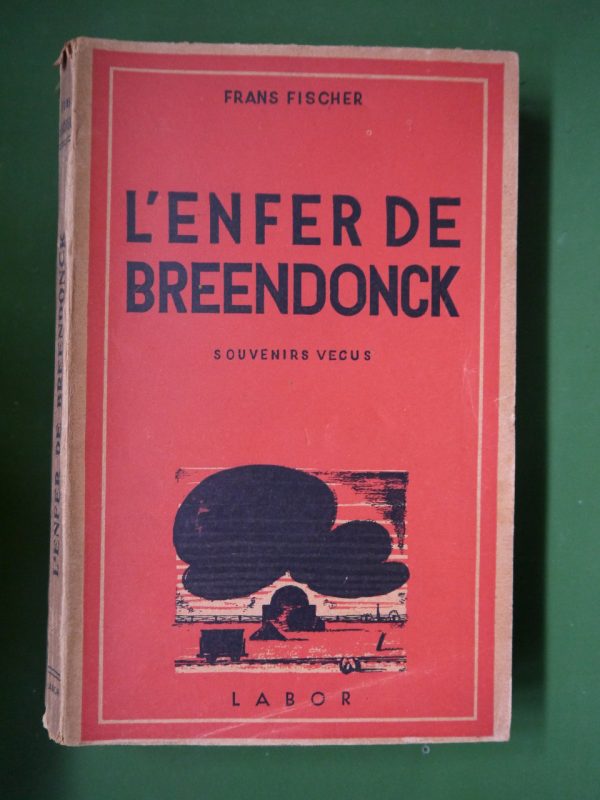 FRANS FISCHER
L'ENFER DE
BREENDONCK
SOUVENIRS VECUS
LABOR
L'ENFER DE BREENDONCK